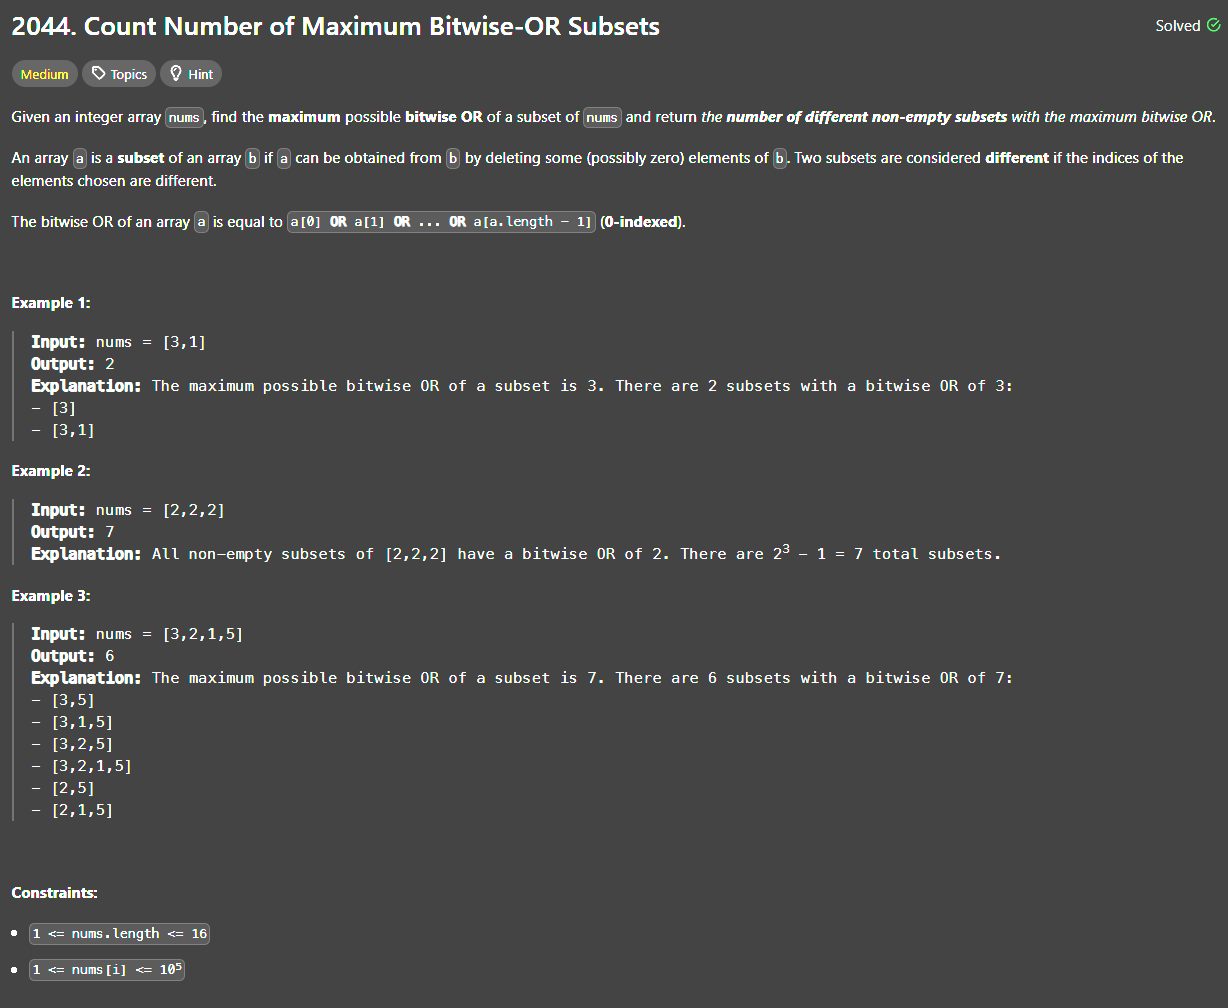 2044. Count Number of Maximum Bitwise-OR Subsets
Solved
Medium Topics Hint
Given an integer array nums, find the maximum possible bitwise OR of a subset of nums and return the number of different non-empty subsets with the maximum bitwise OR.
An array a is a subset of an array b if a can be obtained from b by deleting some (possibly zero) elements of b. Two subsets are considered different if the indices of the
elements chosen are different.
The bitwise OR of an array a is equal to a[0] OR a[1] OR ... OR a[a.length - 1] (0-indexed).
Example 1:
Input: nums = [3,1]
Output: 2
Explanation: The maximum possible bitwise OR of a subset is 3. There are 2 subsets with a bitwise OR of 3:
- [3]
- [3,1]
Example 2:
Input: nums = [2,2,2]
Output: 7
Explanation: All non-empty subsets of [2,2,2] have a bitwise OR of 2. There are 2³ - 1 = 7 total subsets.
Example 3:
Input: nums = [3,2,1,5]
Output: 6
Explanation: The maximum possible bitwise OR of a subset is 7. There are 6 subsets with a bitwise OR of 7:
- [3,5]
- [3,1,5]
- [3,2,5]
- [3,2,1,5]
- [2,5]
- [2,1,5]
Constraints:
• 1 <= nums.length <= 16
• 1 <= nums[i] <= 10⁵